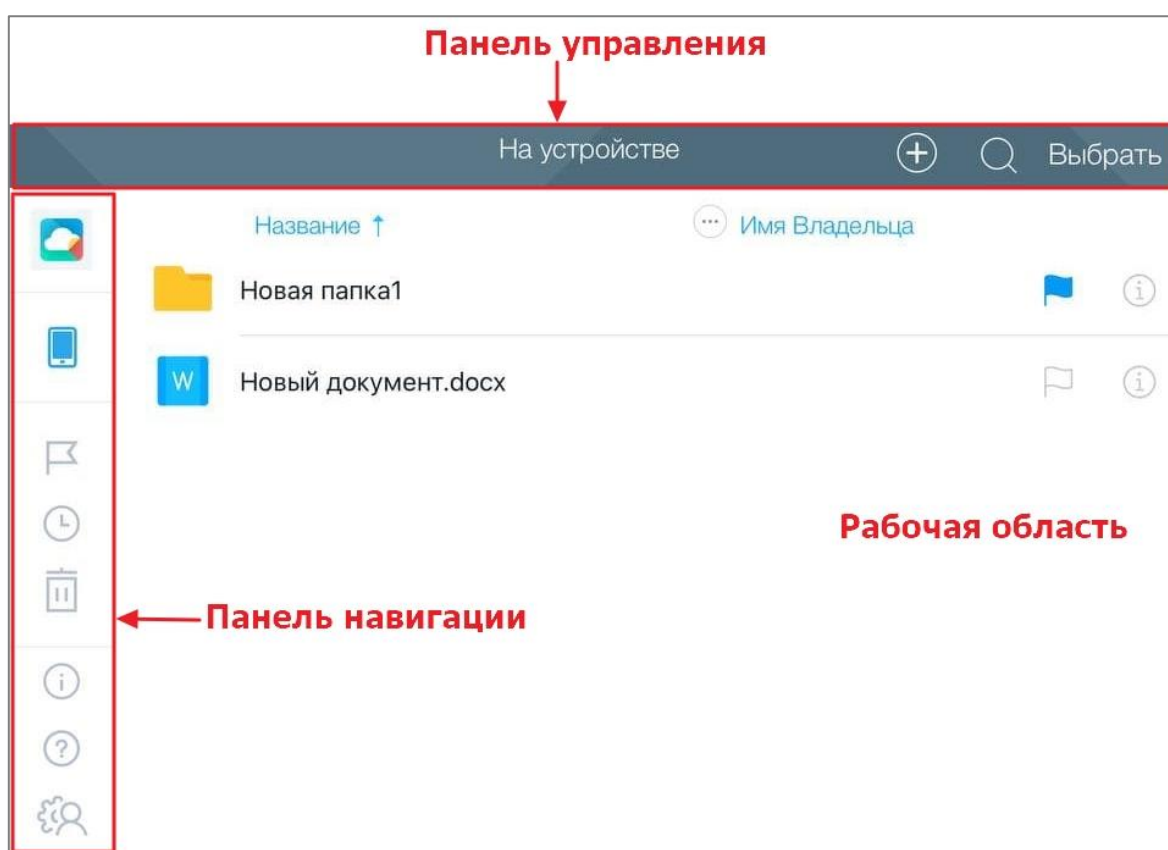 Панель управления
На устройстве Выбрать
Название ↑ Имя Владельца
Новая папка1
W Новый документ.docx
Рабочая область
Панель навигации